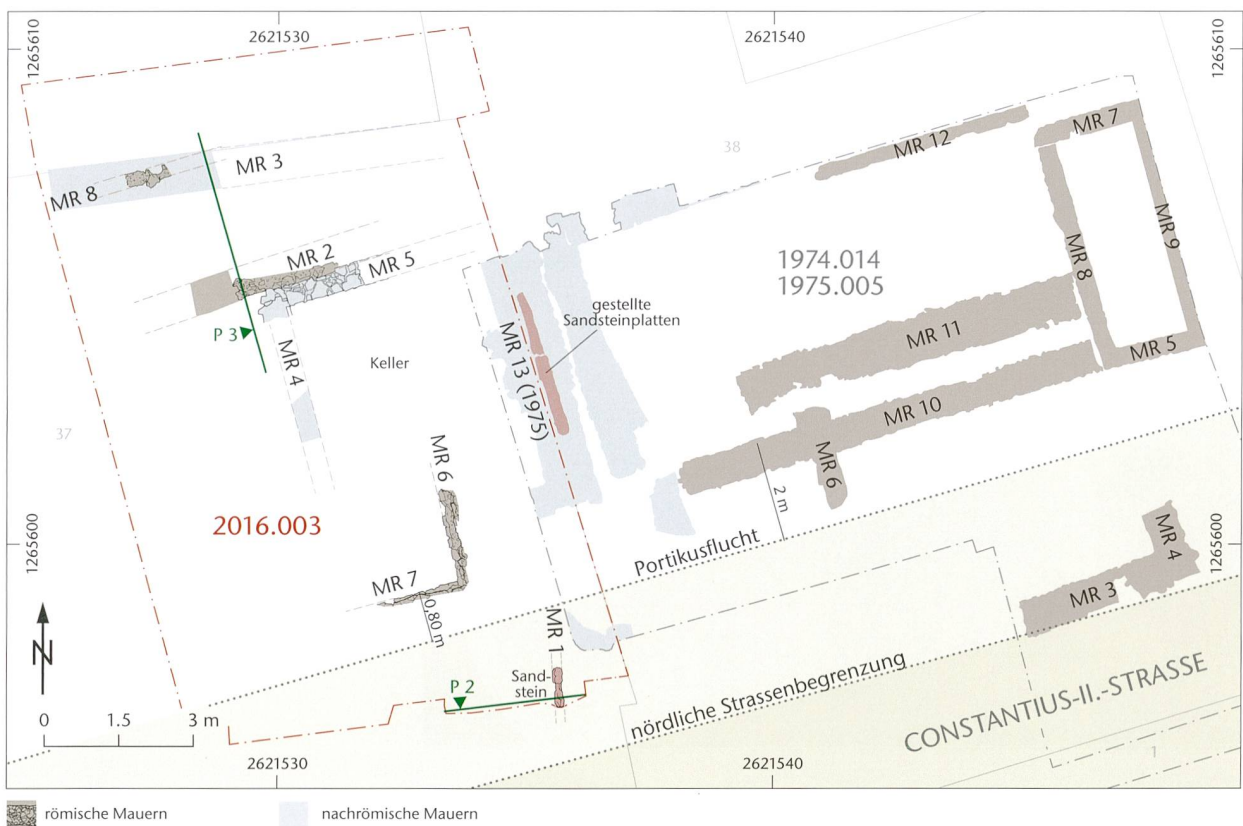 2621530
2621540
1265610
1265610
MR 7
MR 12
38
MR 3
MR 8
MR 9
MR 2
MR 5
MR 8
1974.014
1975.005
gestellte
Sandsteinplatten
P 3
MR 11
MR 5
MR 4
Keller
MR 13 (1975)
MR 10
37
MR 6
MR 6
2 m
2016.003
Portikusflucht
1265600
1265600
MR 4
MR 7
0,80 m
MR 3
MR 1
N
Sand-
stein
P 2
nördliche Strassenbegrenzung
CONSTANTIUS-II.-STRASSE
0 1.5 3 m
1
2621530
2621540
römische Mauern
nachrömische Mauern